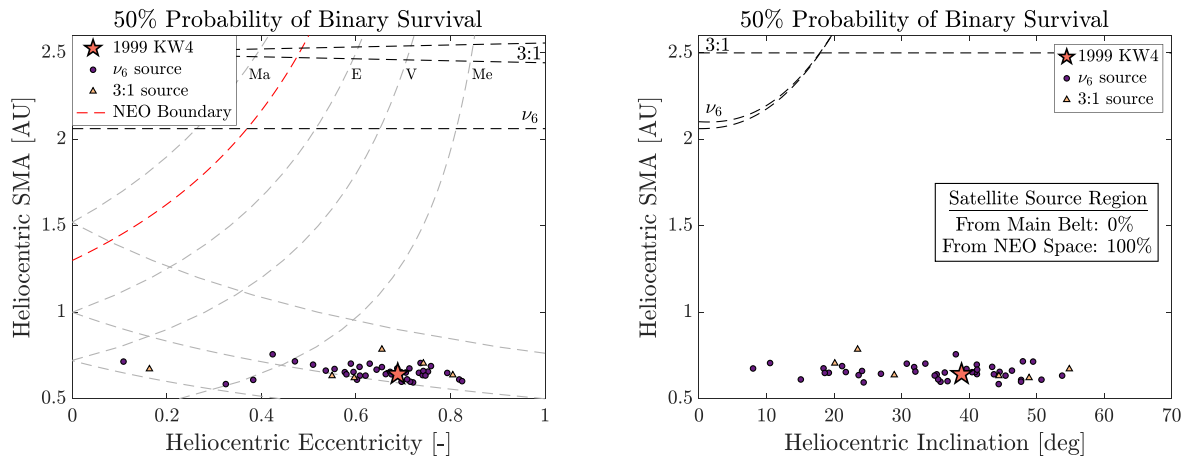 50% Probability of Binary Survival
2.5
2
1.5
1
0.5
Heliocentric SMA [AU]
1999 KW4
ν6 source
3:1 source
NEO Boundary
Ma
E
V
Me
3:1
ν6
0
0.2
0.4
0.6
0.8
1
Heliocentric Eccentricity [-]
50% Probability of Binary Survival
2.5
2
1.5
1
0.5
Heliocentric SMA [AU]
3:1
ν6
1999 KW4
ν6 source
3:1 source
Satellite Source Region
From Main Belt: 0%
From NEO Space: 100%
0
10
20
30
40
50
60
70
Heliocentric Inclination [deg]